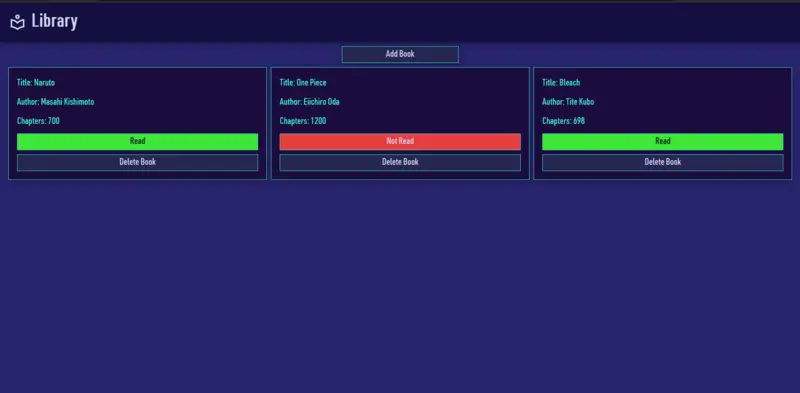 Library
Add Book
Title: Naruto
Author: Masahi Kishimoto
Chapters: 700
Read
Delete Book
Title: One Piece
Author: Eiichiro Oda
Chapters: 1200
Not Read
Delete Book
Title: Bleach
Author: Tite Kubo
Chapters: 698
Read
Delete Book